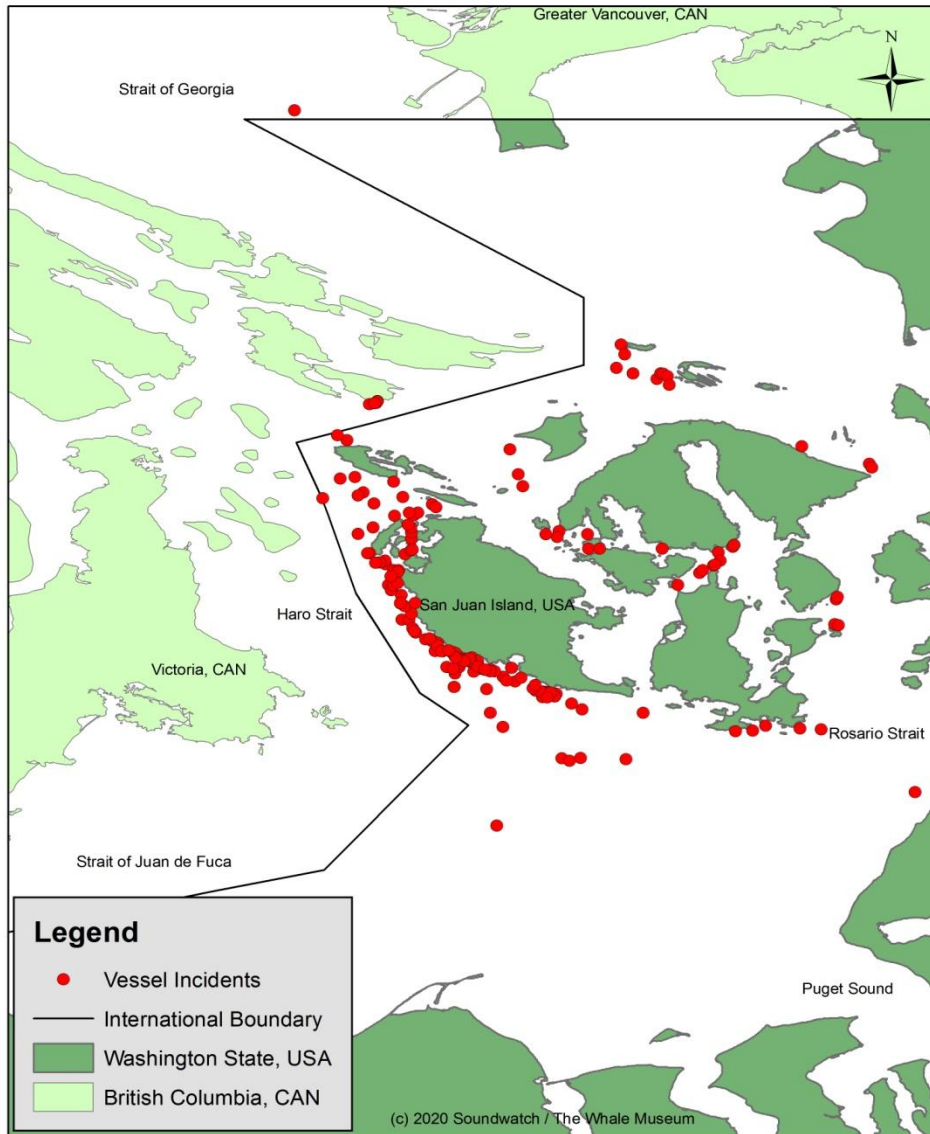 Greater Vancouver, CAN
N
Strait of Georgia
Haro Strait
San Juan Island, USA
Victoria, CAN
Rosario Strait
Strait of Juan de Fuca
Puget Sound
Legend
Vessel Incidents
International Boundary
Washington State, USA
British Columbia, CAN
(c) 2020 Soundwatch / The Whale Museum